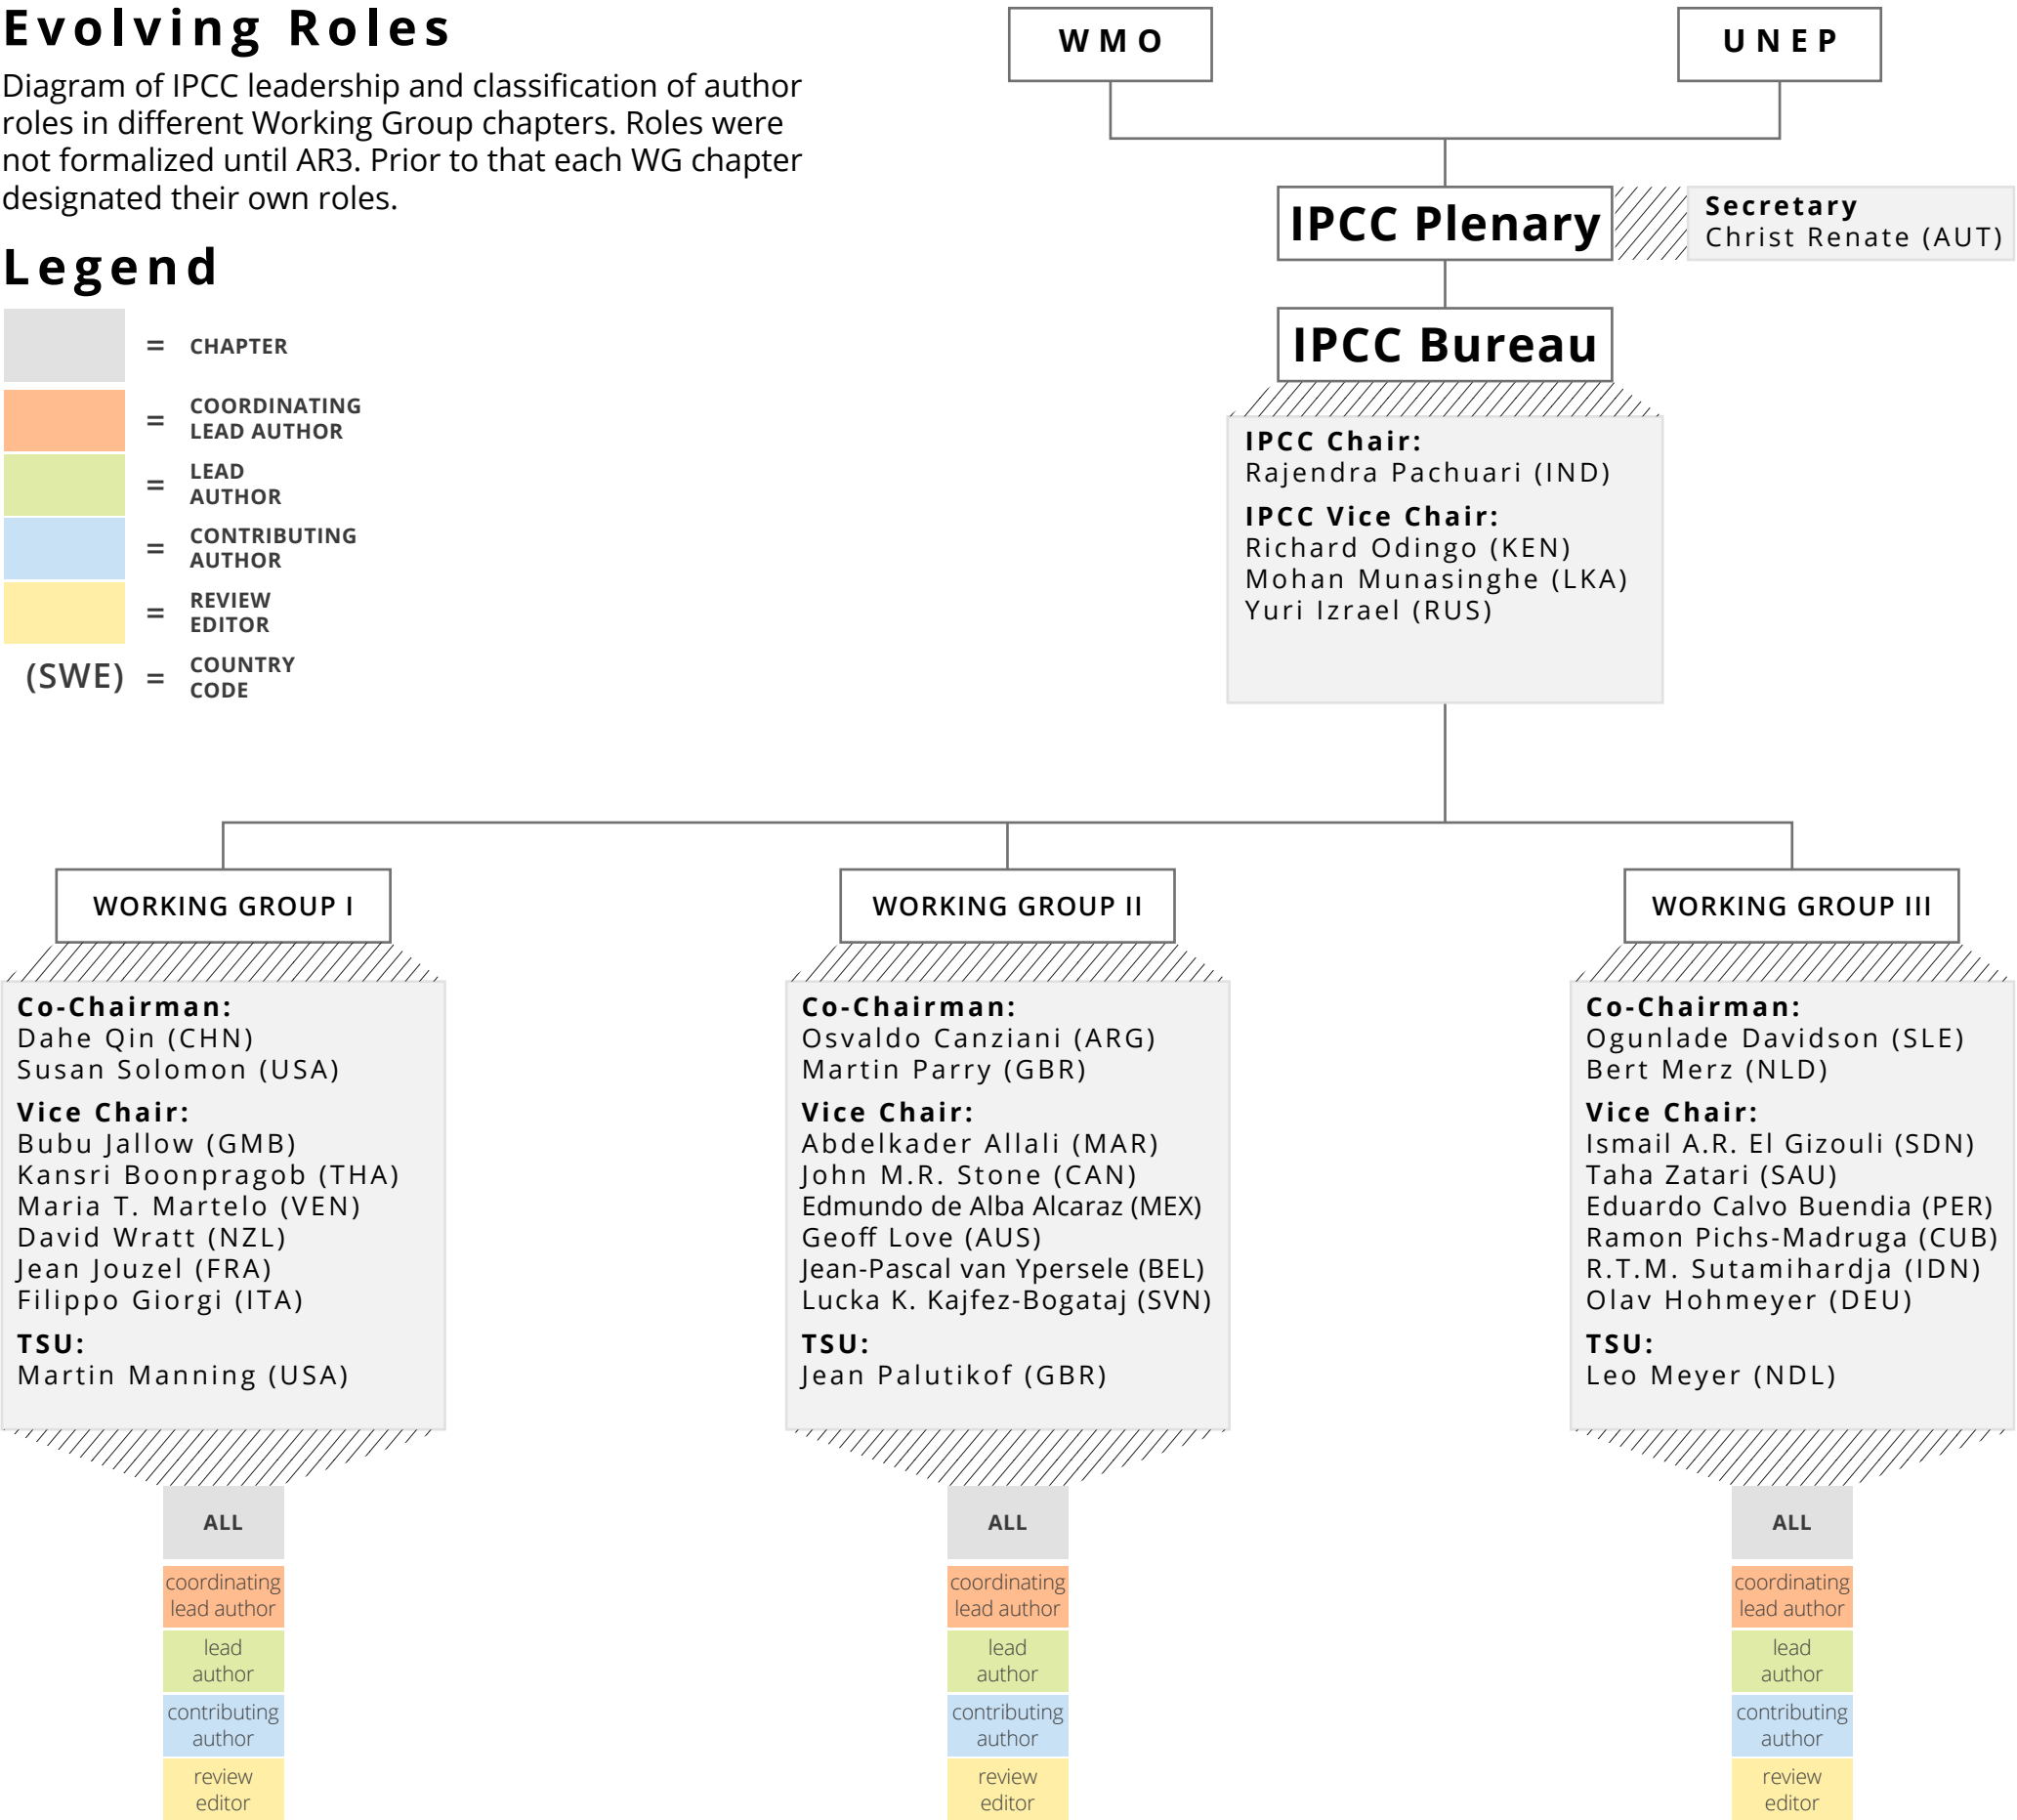 Evolving Roles
Diagram of IPCC leadership and classification of author
roles in different Working Group chapters. Roles were
not formalized until AR3. Prior to that each WG chapter
designated their own roles.
Legend
= CHAPTER
= COORDINATING
LEAD AUTHOR
= LEAD
AUTHOR
= CONTRIBUTING
AUTHOR
= REVIEW
EDITOR
(SWE) = COUNTRY
CODE
WMO
UNEP
IPCC Plenary
Secretary
Christ Renate (AUT)
IPCC Bureau
IPCC Chair:
Rajendra Pachuari (IND)
IPCC Vice Chair:
Richard Odingo (KEN)
Mohan Munasinghe (LKA)
Yuri Izrael (RUS)
WORKING GROUP I
Co-Chairman:
Dahe Qin (CHN)
Susan Solomon (USA)
Vice Chair:
Bubu Jallow (GMB)
Kansri Boonpragob (THA)
Maria T. Martelo (VEN)
David Wratt (NZL)
Jean Jouzel (FRA)
Filippo Giorgi (ITA)
TSU:
Martin Manning (USA)
ALL
coordinating
lead author
lead
author
contributing
author
review
editor
WORKING GROUP II
Co-Chairman:
Osvaldo Canziani (ARG)
Martin Parry (GBR)
Vice Chair:
Abdelkader Allali (MAR)
John M.R. Stone (CAN)
Edmundo de Alba Alcaraz (MEX)
Geoff Love (AUS)
Jean-Pascal van Ypersele (BEL)
Lucka K. Kajfez-Bogataj (SVN)
TSU:
Jean Palutikof (GBR)
ALL
coordinating
lead author
lead
author
contributing
author
review
editor
WORKING GROUP III
Co-Chairman:
Ogunlade Davidson (SLE)
Bert Merz (NLD)
Vice Chair:
Ismail A.R. El Gizouli (SDN)
Taha Zatari (SAU)
Eduardo Calvo Buendia (PER)
Ramon Pichs-Madruga (CUB)
R.T.M. Sutamihardja (IDN)
Olav Hohmeyer (DEU)
TSU:
Leo Meyer (NDL)
ALL
coordinating
lead author
lead
author
contributing
author
review
editor